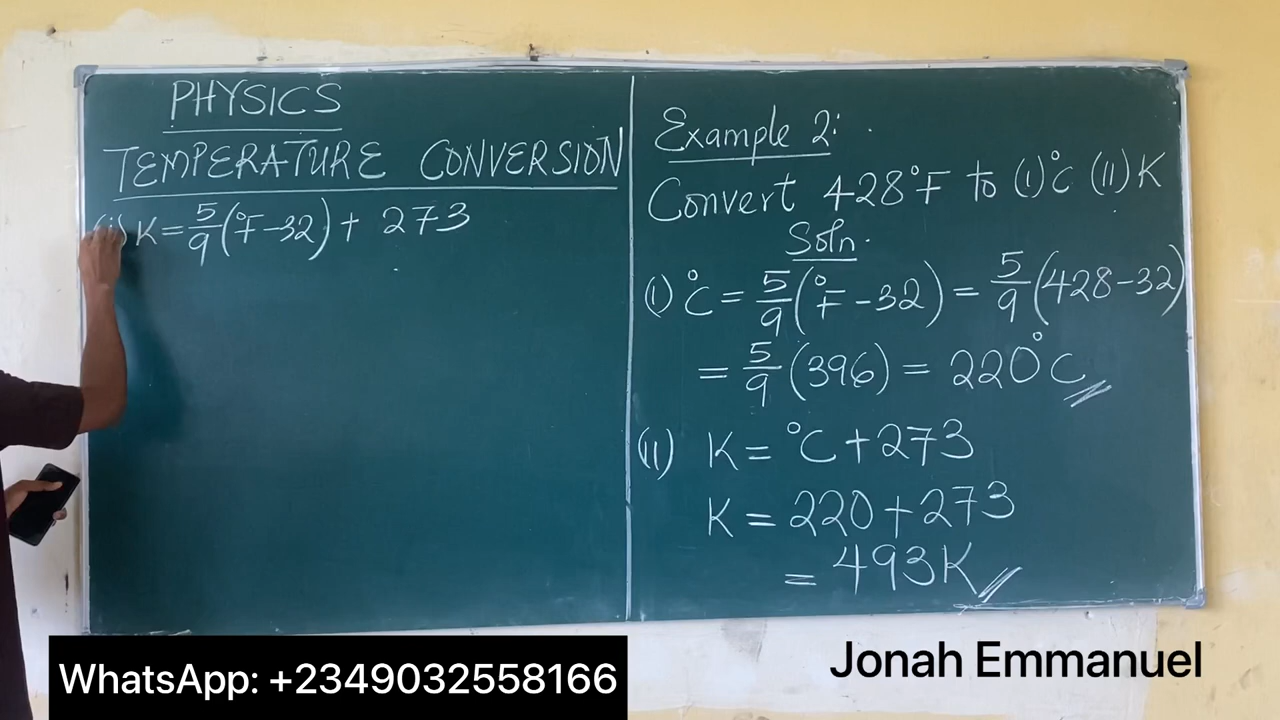 PHYSICS
TEMPERATURE CONVERSION
(i) K = 5/9 (°F - 32) + 273
Example 2:
Convert 428°F to (i) °C (ii) K
Soln.
(i) °C = 5/9 (°F - 32) = 5/9 (428 - 32)
= 5/9 (396) = 220°C
(ii) K = °C + 273
K = 220 + 273
= 493K
WhatsApp: +2349032558166
Jonah Emmanuel